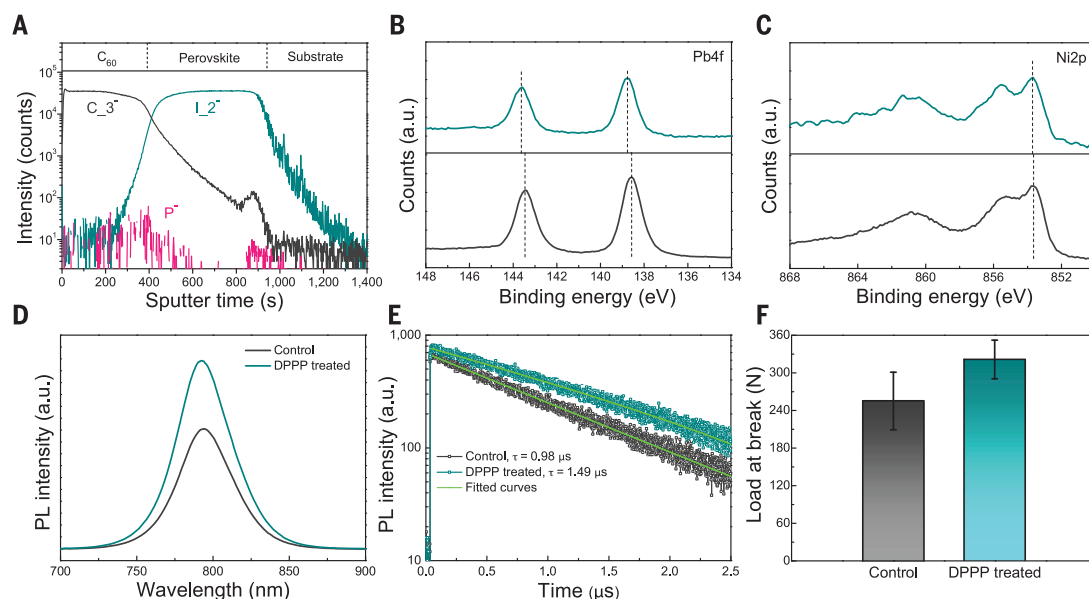 A
C60 Perovskite Substrate
10^5
10^4
10^3
10^2
10^1
C_3^-
I_2^-
P^-
Intensity (counts)
0 200 400 600 800 1,000 1,200 1,400
Sputter time (s)
B
Pb4f
Counts (a.u.)
148 146 144 142 140 138 136 134
Binding energy (eV)
C
Ni2p
Counts (a.u.)
868 864 860 856 852
Binding energy (eV)
D
Control
DPPP treated
PL intensity (a.u.)
700 750 800 850 900
Wavelength (nm)
E
1,000
100
10
Control, τ = 0.98 μs
DPPP treated, τ = 1.49 μs
Fitted curves
PL intensity (a.u.)
0.0 0.5 1.0 1.5 2.0 2.5
Time (μs)
F
360
300
240
180
120
60
0
Load at break (N)
Control DPPP treated